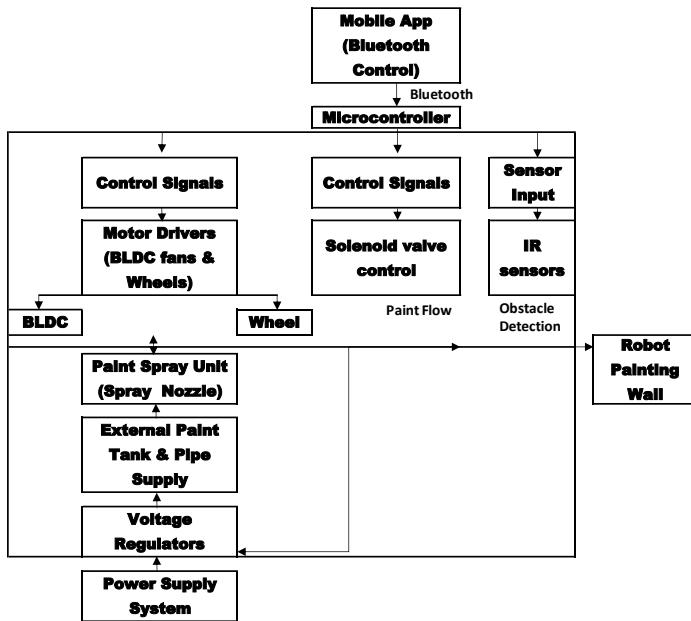 Mobile App
(Bluetooth
Control)
Bluetooth
Microcontroller
Control Signals
Control Signals
Sensor
Input
Motor Drivers
(BLDC fans &
Wheels)
Solenoid valve
control
IR
sensors
BLDC
Wheel
Paint Flow
Obstacle
Detection
Robot
Painting
Wall
Paint Spray Unit
(Spray Nozzle)
External Paint
Tank & Pipe
Supply
Voltage
Regulators
Power Supply
System